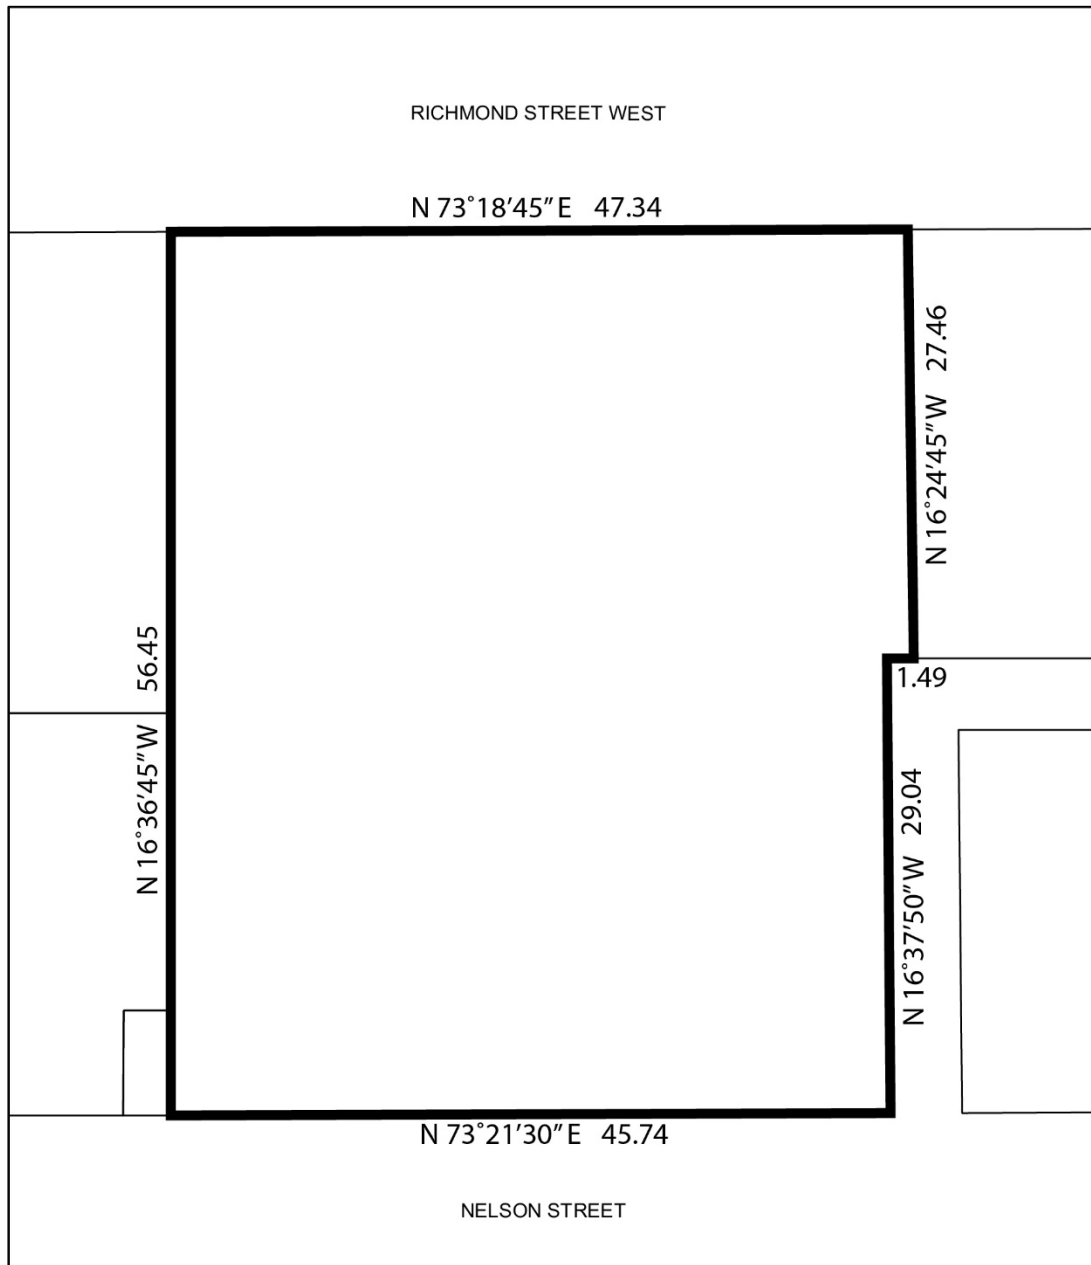 RICHMOND STREET WEST
N 73°18'45" E 47.34
N 16°24'45" W 27.46
N 16°36'45" W 56.45
1.49
N 16°37'50" W 29.04
N 73°21'30" E 45.74
NELSON STREET